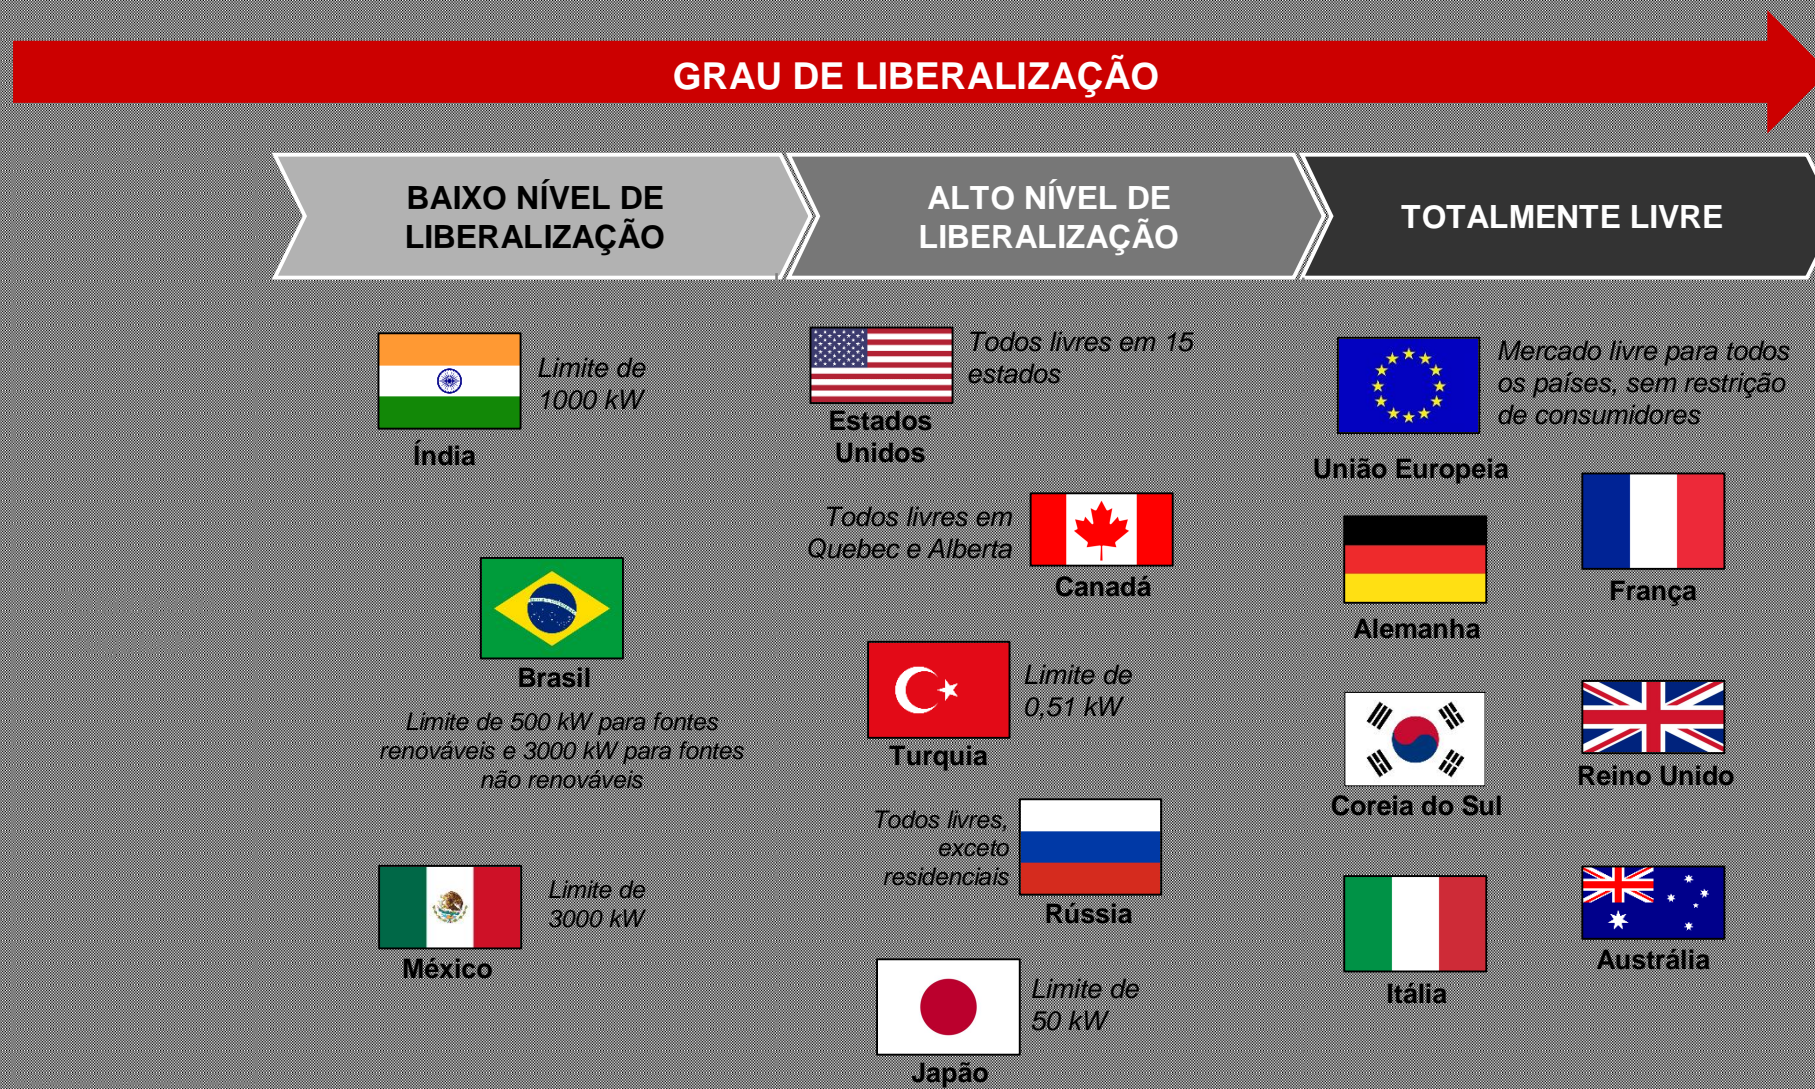 GRAU DE LIBERALIZAÇÃO
BAIXO NÍVEL DE
LIBERALIZAÇÃO
ALTO NÍVEL DE
LIBERALIZAÇÃO
TOTALMENTE LIVRE
Limite de
1000 kW
Índia
Brasil
Limite de 500 kW para fontes
renováveis e 3000 kW para fontes
não renováveis
Limite de
3000 kW
México
Todos livres em 15
estados
Estados
Unidos
Todos livres em
Quebec e Alberta
Canadá
Limite de
0,51 kW
Turquia
Todos livres,
exceto
residenciais
Rússia
Limite de
50 kW
Japão
Mercado livre para todos
os países, sem restrição
de consumidores
União Europeia
França
Alemanha
Reino Unido
Coreia do Sul
Austrália
Itália